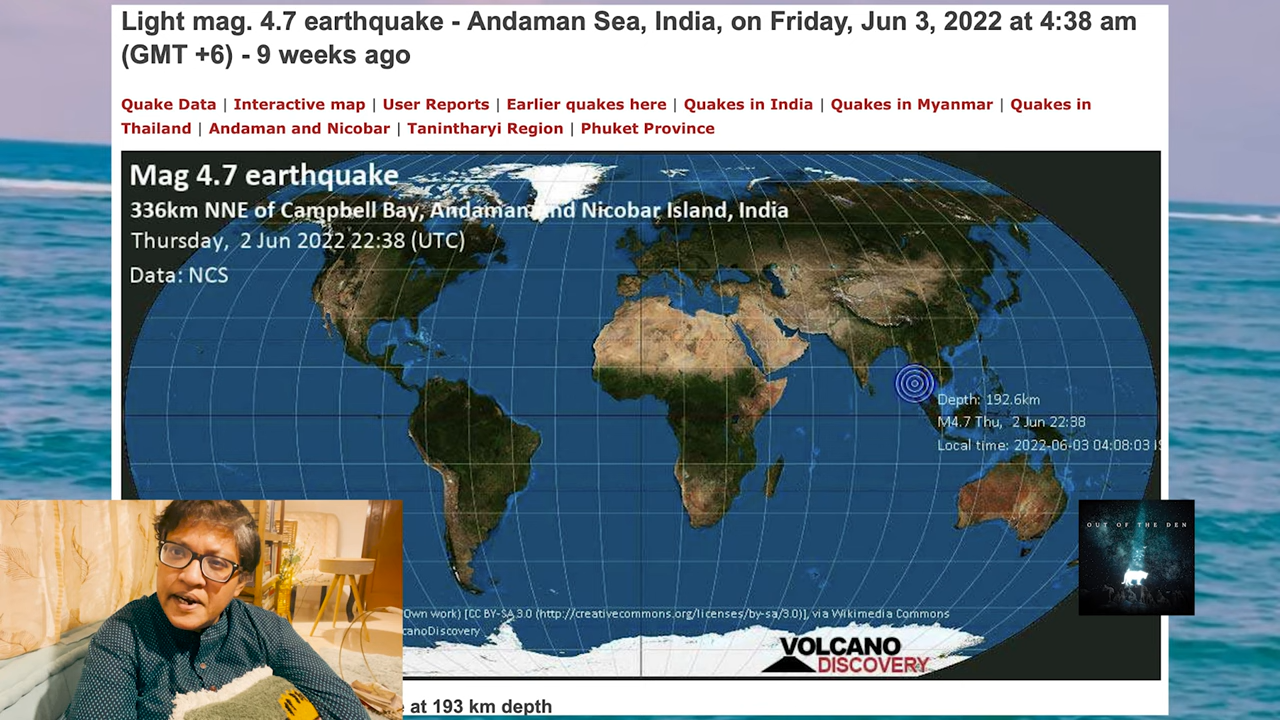 Light mag. 4.7 earthquake - Andaman Sea, India, on Friday, Jun 3, 2022 at 4:38 am
(GMT +6) - 9 weeks ago
Quake Data | Interactive map | User Reports | Earlier quakes here | Quakes in India | Quakes in Myanmar | Quakes in
Thailand | Andaman and Nicobar | Tanintharyi Region | Phuket Province
Mag 4.7 earthquake
336km NNE of Campbell Bay, Andaman and Nicobar Island, India
Thursday, 2 Jun 2022 22:38 (UTC)
Data: NCS
Depth: 192.6km
M4.7 Thu, 2 Jun 22:38
Local time: 2022-06-03 04:08:03
OUT OF THE DEN
Own work) [CC BY-SA 3.0 (http://creativecommons.org/licenses/by-sa/3.0)], via Wikimedia Commons
canoDiscovery
VOLCANO
DISCOVERY
at 193 km depth